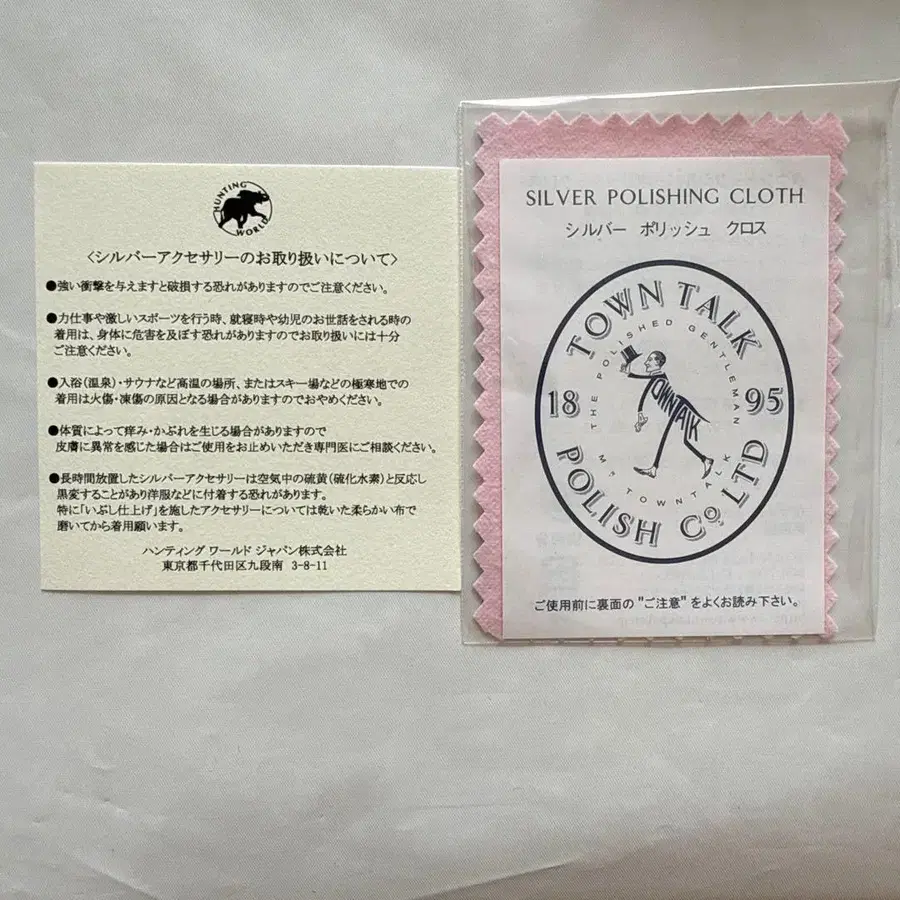 HUNTING WORLD
〈シルバーアクセサリーのお取り扱いについて〉
●強い衝撃を与えますと破損する恐れがありますのでご注意ください。
●力仕事や激しいスポーツを行う時、就寝時や幼児のお世話をされる時の
着用は、身体に危害を及ぼす恐れがありますのでお取り扱いには十分
ご注意ください。
●入浴(温泉)・サウナなど高温の場所、またはスキー場などの極寒地での
着用は火傷・凍傷の原因となる場合がありますのでおやめください。
●体質によって痒み・かぶれを生じる場合がありますので
皮膚に異常を感じた場合はご使用をお止めいただき専門医にご相談ください。
●長時間放置したシルバーアクセサリーは空気中の硫黄(硫化水素)と反応し
黒変することがあり洋服などに付着する恐れがあります。
特に「いぶし仕上げ」を施したアクセサリーについては乾いた柔らかい布で
磨いてから着用願います。
ハンティング ワールド ジャパン株式会社
東京都千代田区九段南 3-8-11
SILVER POLISHING CLOTH
シルバー ポリッシュ クロス
TOWN TALK
THE POLISHED GENTLEMAN
18 95
TOWN TALK
Mr TOWNTALK
POLISH Co LTD
ご使用前に裏面の"ご注意"をよくお読み下さい。